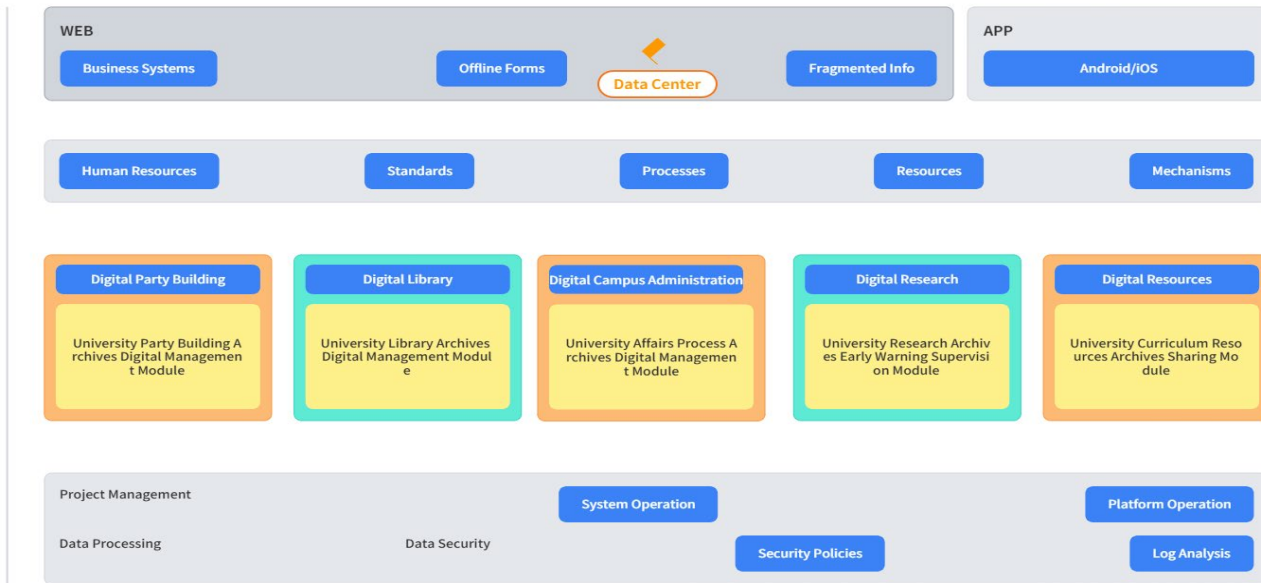 WEB
APP
Business Systems
Offline Forms
Data Center
Fragmented Info
Android/iOS
Human Resources
Standards
Processes
Resources
Mechanisms
Digital Party Building
Digital Library
Digital Campus Administration
Digital Research
Digital Resources
University Party Building A
rchives Digital Managemen
t Module
University Library Archives
Digital Management Modul
e
University Affairs Process A
rchives Digital Managemen
t Module
University Research Archiv
es Early Warning Supervisi
on Module
University Curriculum Reso
urces Archives Sharing Mo
dule
Project Management
System Operation
Platform Operation
Data Processing
Data Security
Security Policies
Log Analysis